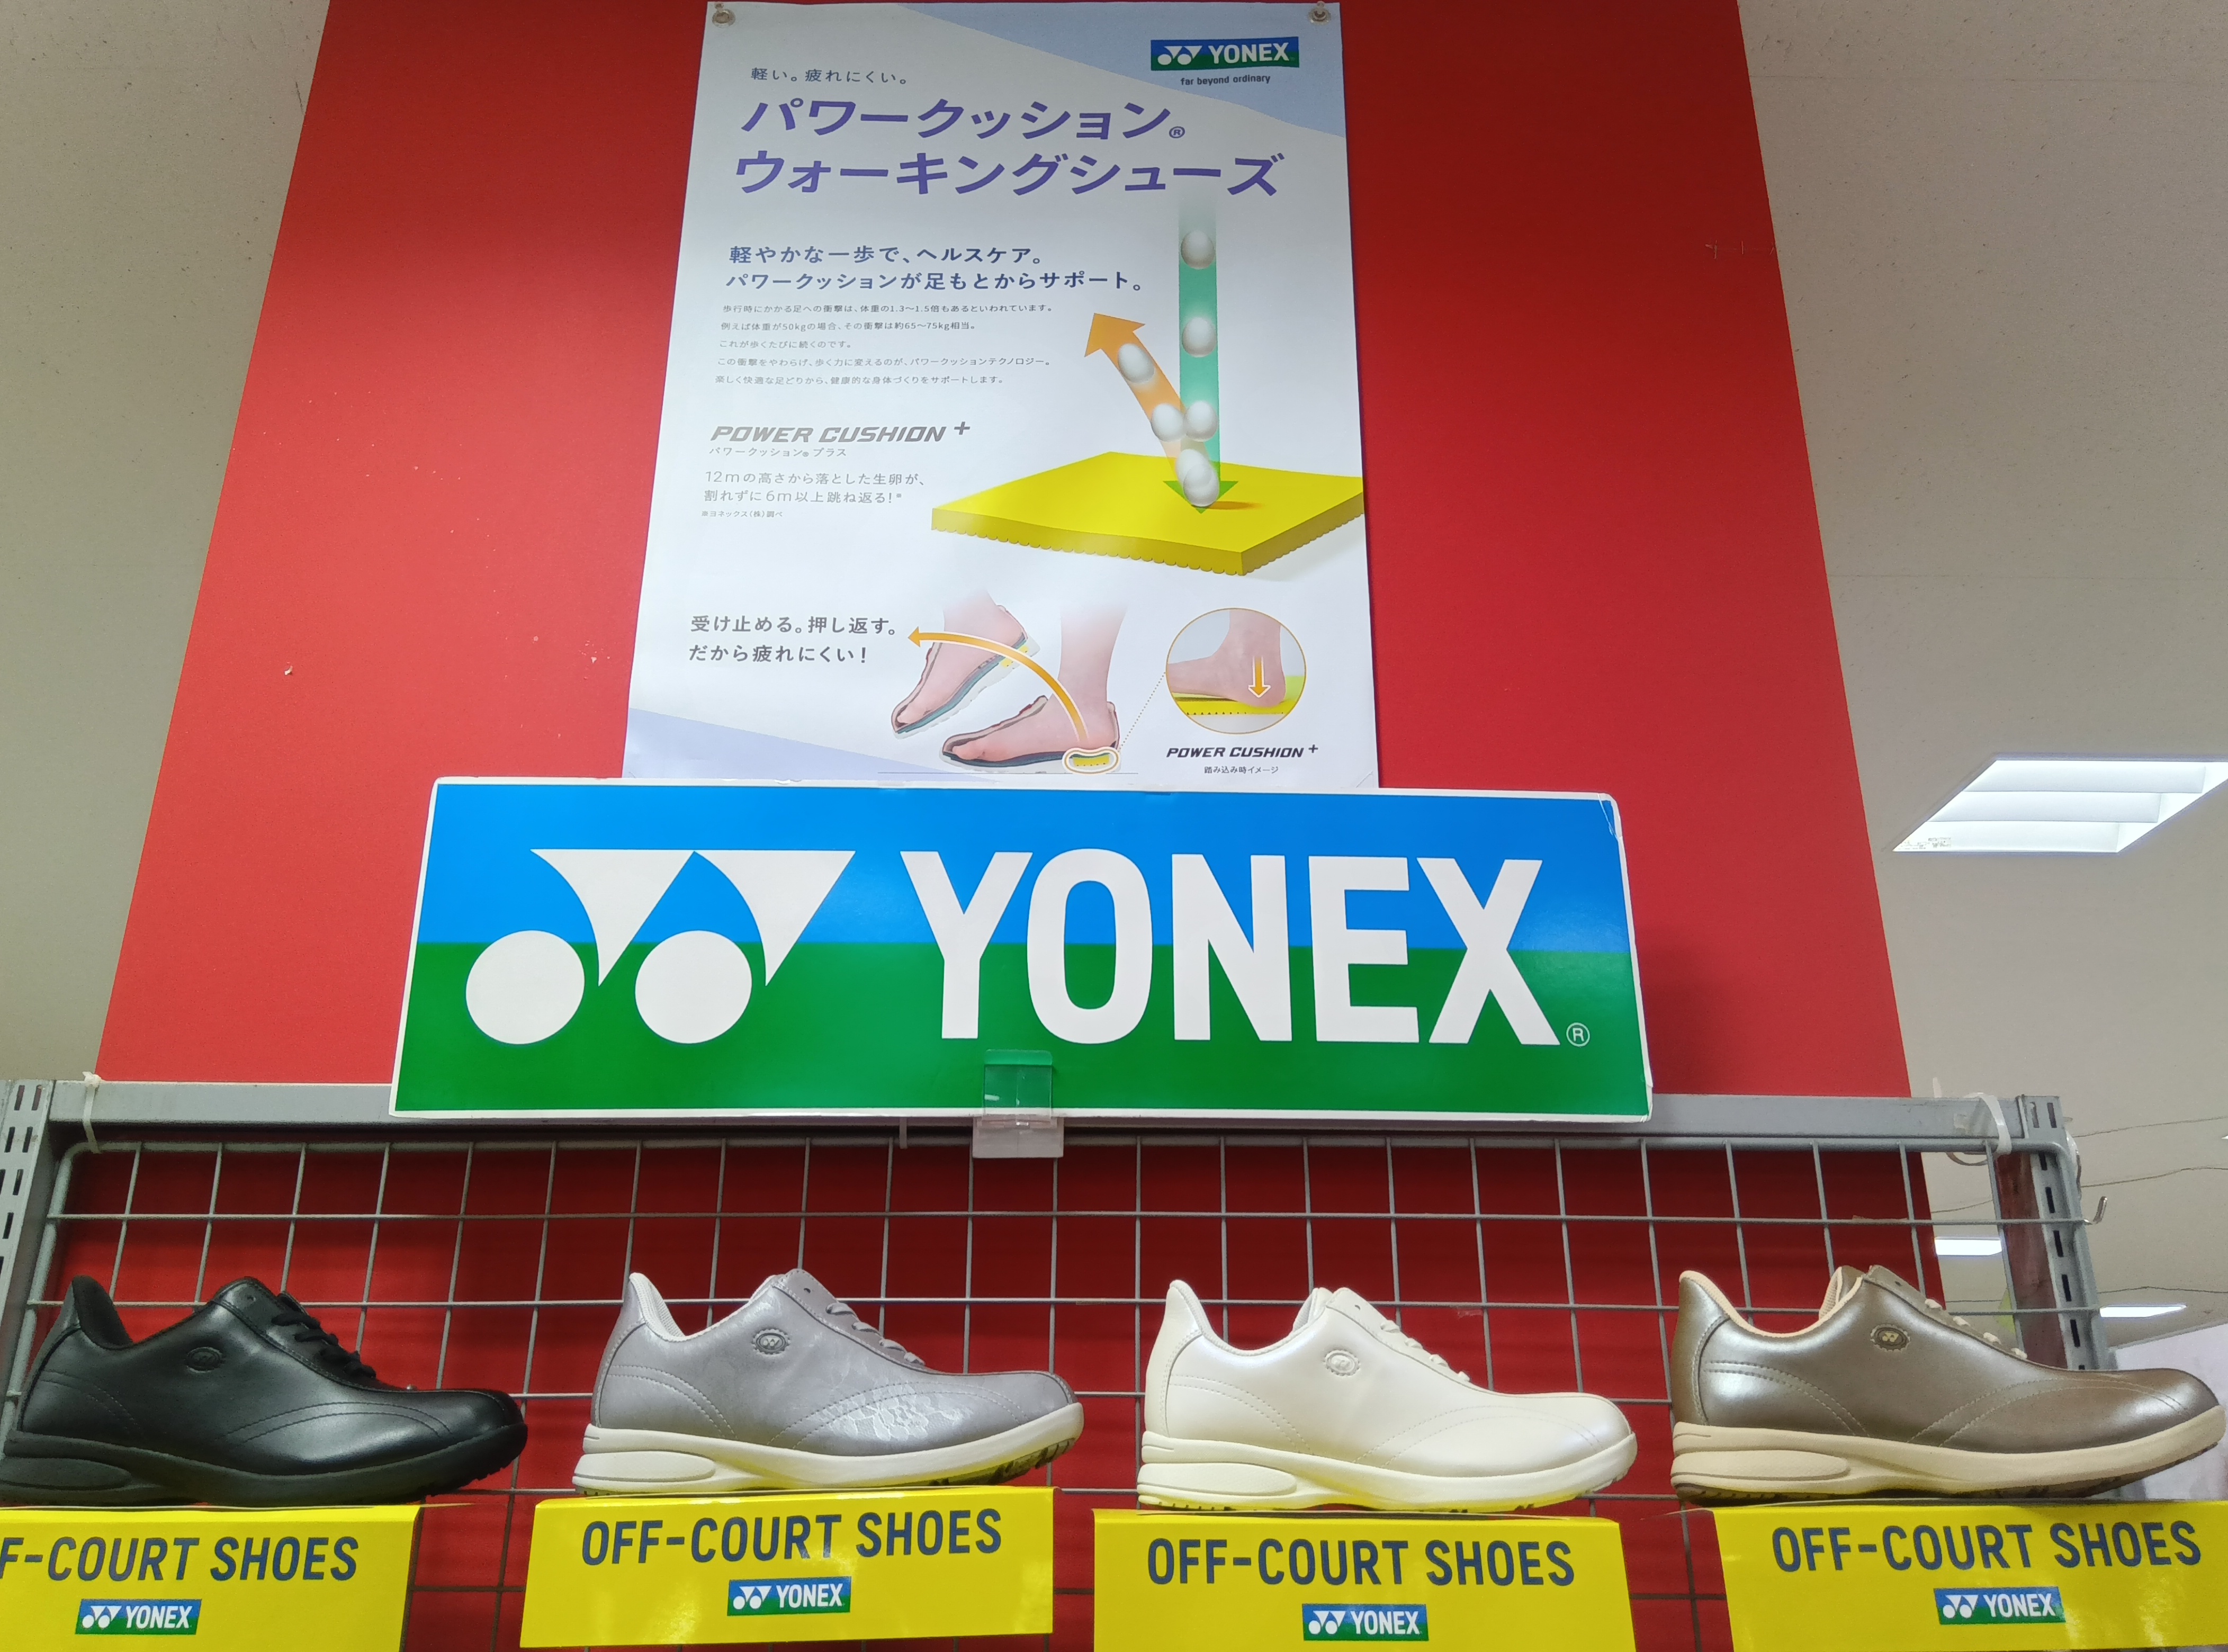 YONEX
far beyond ordinary
軽い。疲れにくい。
パワークッション®
ウォーキングシューズ
軽やかな一歩で、ヘルスケア。
パワークッションが足もとからサポート。
歩行時にかかる足への衝撃は、体重の1.3〜1.5倍もあるといわれています。
例えば体重が50kgの場合、その衝撃は約65〜75kg相当。
これが歩くたびに続くのです。
この衝撃をやわらげ、歩く力に変えるのが、パワークッションテクノロジー。
楽しく快適な足どりから、健康的な身体づくりをサポートします。
POWER CUSHION +
パワークッション® プラス
12mの高さから落とした生卵が、
割れずに6m以上跳ね返る!※
※ヨネックス(株)調べ
受け止める。押し返す。
だから疲れにくい!
POWER CUSHION +
踏み込み時イメージ
YONEX®
F-COURT SHOES
YONEX
OFF-COURT SHOES
YONEX
OFF-COURT SHOES
YONEX
OFF-COURT SHOES
YONEX